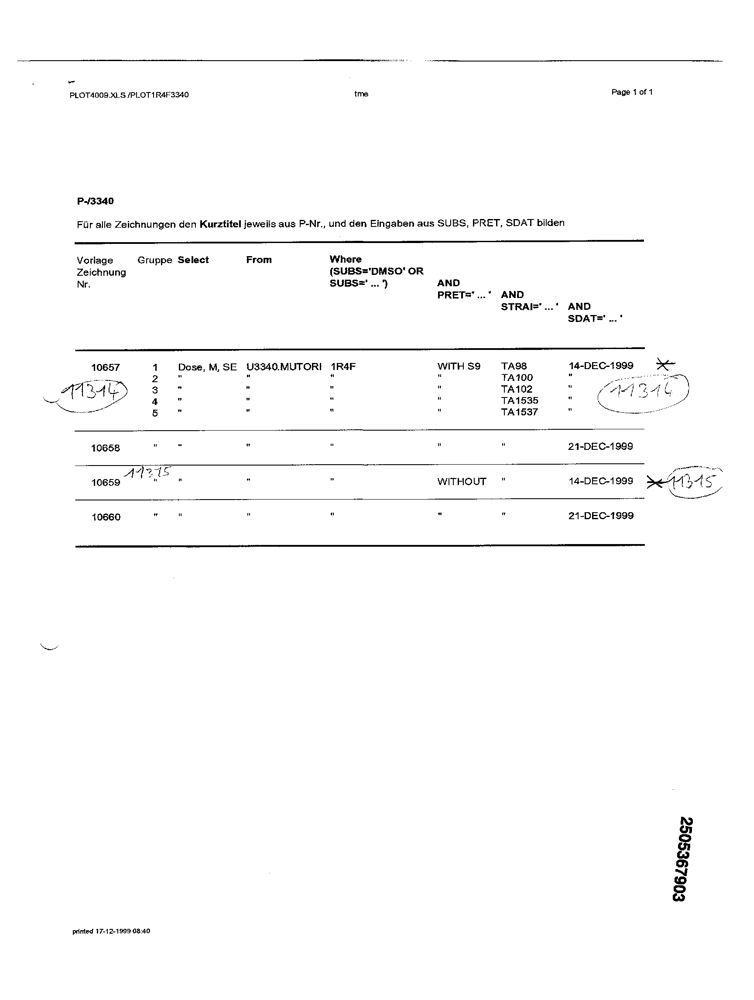 PLOT4009.XLS /PLOT1R4F3340 tme Page 1 of 1
P-/3340
Für alle Zeichnungen den Kurztitel jeweils aus P-Nr., und den Eingaben aus SUBS, PRET, SDAT bilden
Vorlage Gruppe Select From Where
Zeichnung (SUBS='DMSO' OR
Nr. SUBS=' ... ') AND
PRET=' ... ' AND
STRAI=' ... ' AND
SDAT=' ... '
10657 1 Dose, M, SE U3340.MUTORI 1R4F WITH S9 TA98 14-DEC-1999
2 " " " " TA100 "
11314 3 " " " " TA102 " 11314
4 " " " " TA1535 "
5 " " " " TA1537 "
10658 " " " " " " 21-DEC-1999
11315
10659 " " " " WITHOUT " 14-DEC-1999 11315
10660 " " " " " " 21-DEC-1999
2505367903
printed 17-12-1999 08:40